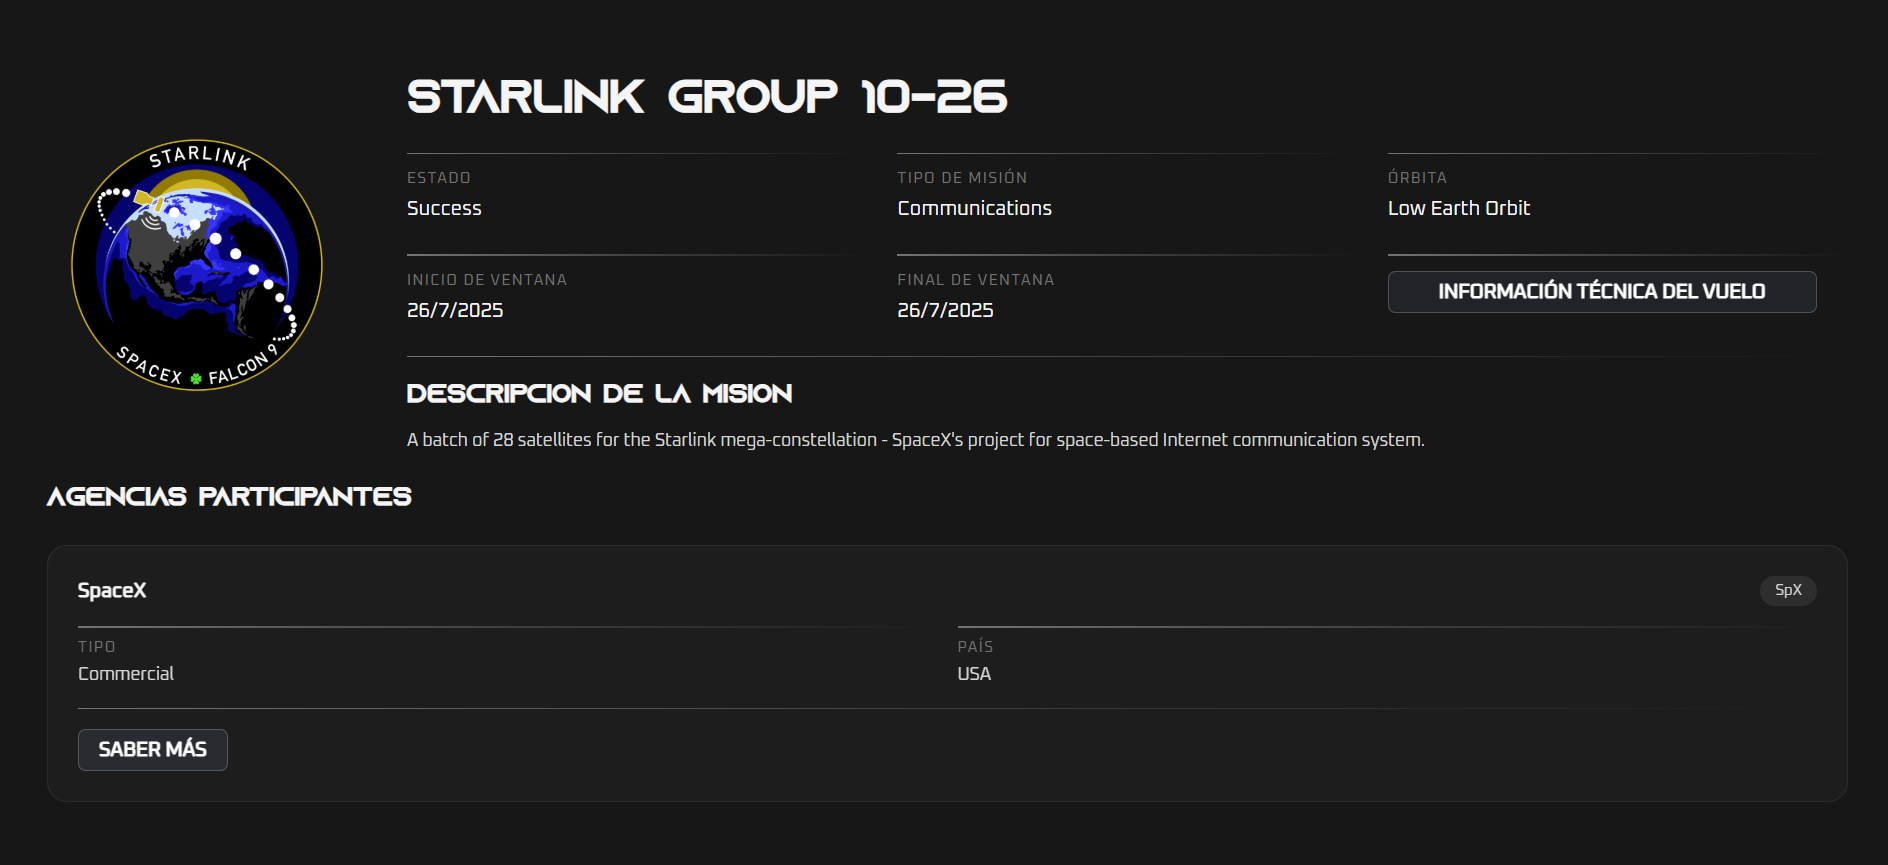 STARLINK GROUP 10-26
STARLINK
SPACEX FALCON 9
ESTADO
Success
TIPO DE MISIÓN
Communications
ÓRBITA
Low Earth Orbit
INICIO DE VENTANA
26/7/2025
FINAL DE VENTANA
26/7/2025
INFORMACIÓN TÉCNICA DEL VUELO
DESCRIPCION DE LA MISION
A batch of 28 satellites for the Starlink mega-constellation - SpaceX's project for space-based Internet communication system.
AGENCIAS PARTICIPANTES
SpaceX
SpX
TIPO
Commercial
PAÍS
USA
SABER MÁS